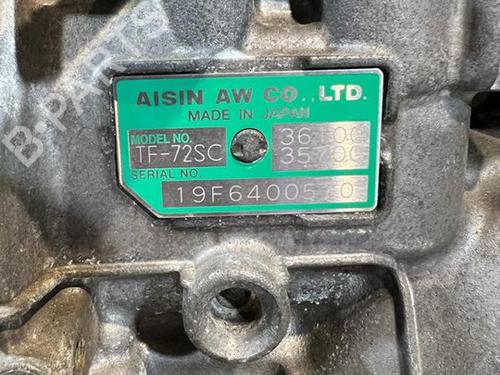 B PARTS
AISIN AW CO.,LTD.
MADE IN JAPAN
MODEL NO.
TF-72SC
36100
35700
SERIAL NO.